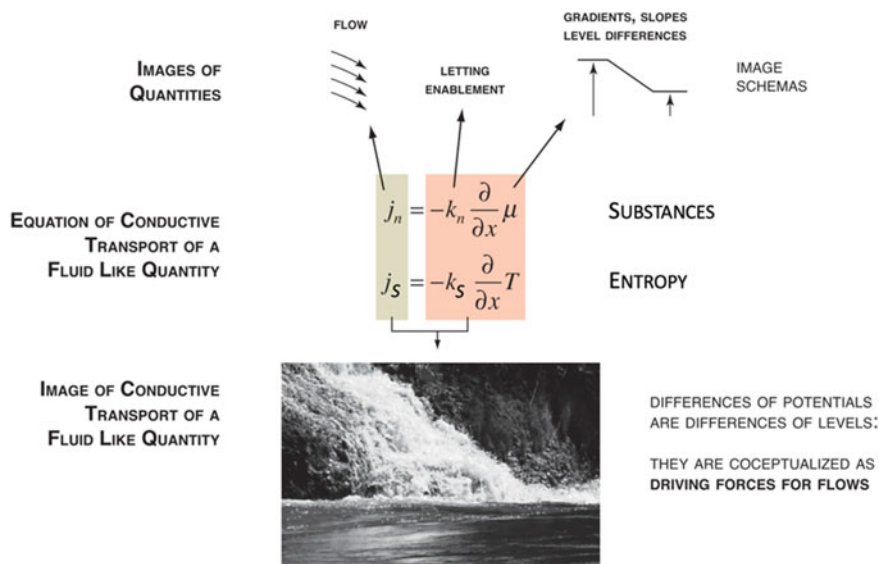 FLOW
GRADIENTS, SLOPES
LEVEL DIFFERENCES
IMAGES OF
QUANTITIES
LETTING
ENABLEMENT
IMAGE
SCHEMAS
EQUATION OF CONDUCTIVE
TRANSPORT OF A
FLUID LIKE QUANTITY
j_n = -k_n ∂/∂x μ
SUBSTANCES
j_S = -k_S ∂/∂x T
ENTROPY
IMAGE OF CONDUCTIVE
TRANSPORT OF A
FLUID LIKE QUANTITY
DIFFERENCES OF POTENTIALS
ARE DIFFERENCES OF LEVELS:
THEY ARE COCEPTUALIZED AS
DRIVING FORCES FOR FLOWS